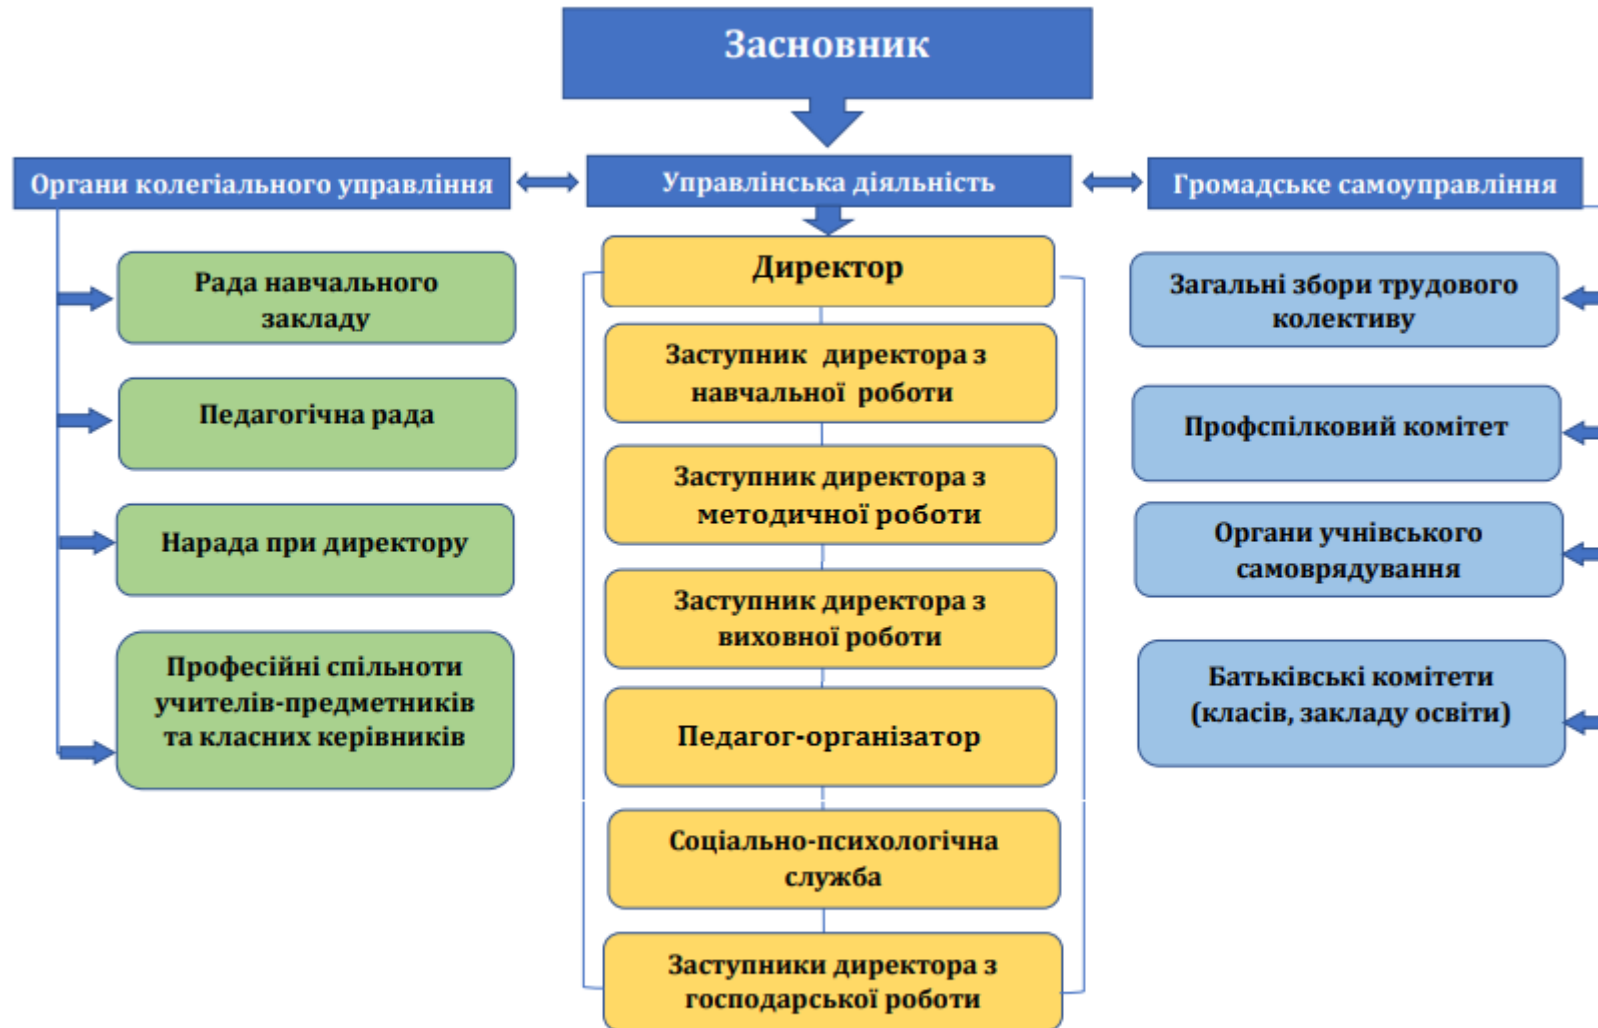 Засновник
Органи колегіального управління
Управлінська діяльність
Громадське самоуправління
Рада навчального
закладу
Педагогічна рада
Нарада при директору
Професійні спільноти
учителів-предметників
та класних керівників
Директор
Заступник директора з
навчальної роботи
Заступник директора з
методичної роботи
Заступник директора з
виховної роботи
Педагог-організатор
Соціально-психологічна
служба
Заступники директора з
господарської роботи
Загальні збори трудового
колективу
Профспілковий комітет
Органи учнівського
самоврядування
Батьківські комітети
(класів, закладу освіти)